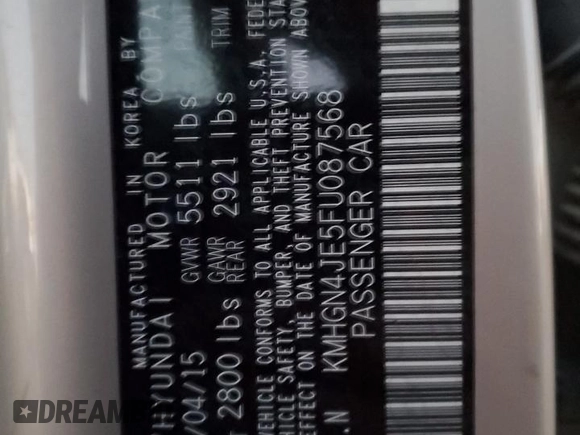 MANUFACTURED IN KOREA BY
HYUNDAI MOTOR COMPA
/04/15 GVWR 5511 lbs
2800 lbs GAWR REAR 2921 lbs TRIM
VEHICLE CONFORMS TO ALL APPLICABLE U.S.A. FEDE
VEHICLE SAFETY, BUMPER, AND THEFT PREVENTION STA
EFFECT ON THE DATE OF MANUFACTURE SHOWN ABOV
.N KMHGN4JE5FU087568
PASSENGER CAR
DREAM